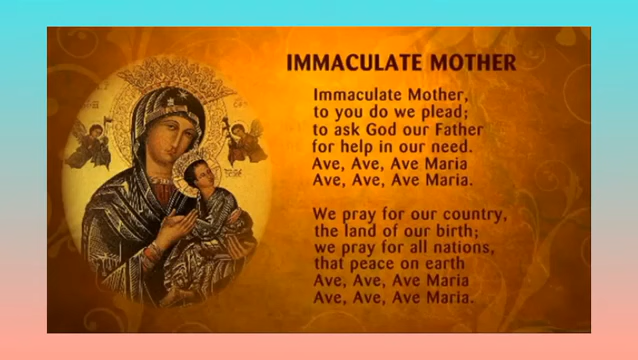 IMMACULATE MOTHER
Immaculate Mother,
to you do we plead;
to ask God our Father
for help in our need.
Ave, Ave, Ave Maria
Ave, Ave, Ave Maria.
We pray for our country,
the land of our birth;
we pray for all nations,
that peace on earth
Ave, Ave, Ave Maria
Ave, Ave, Ave Maria.